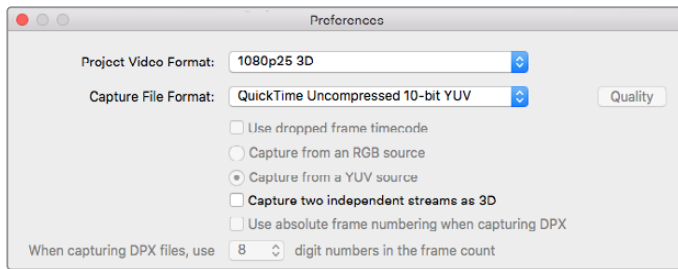 Preferences
Project Video Format: 1080p25 3D
Capture File Format: QuickTime Uncompressed 10-bit YUV Quality
Use dropped frame timecode
Capture from an RGB source
Capture from a YUV source
Capture two independent streams as 3D
Use absolute frame numbering when capturing DPX
When capturing DPX files, use 8 digit numbers in the frame count